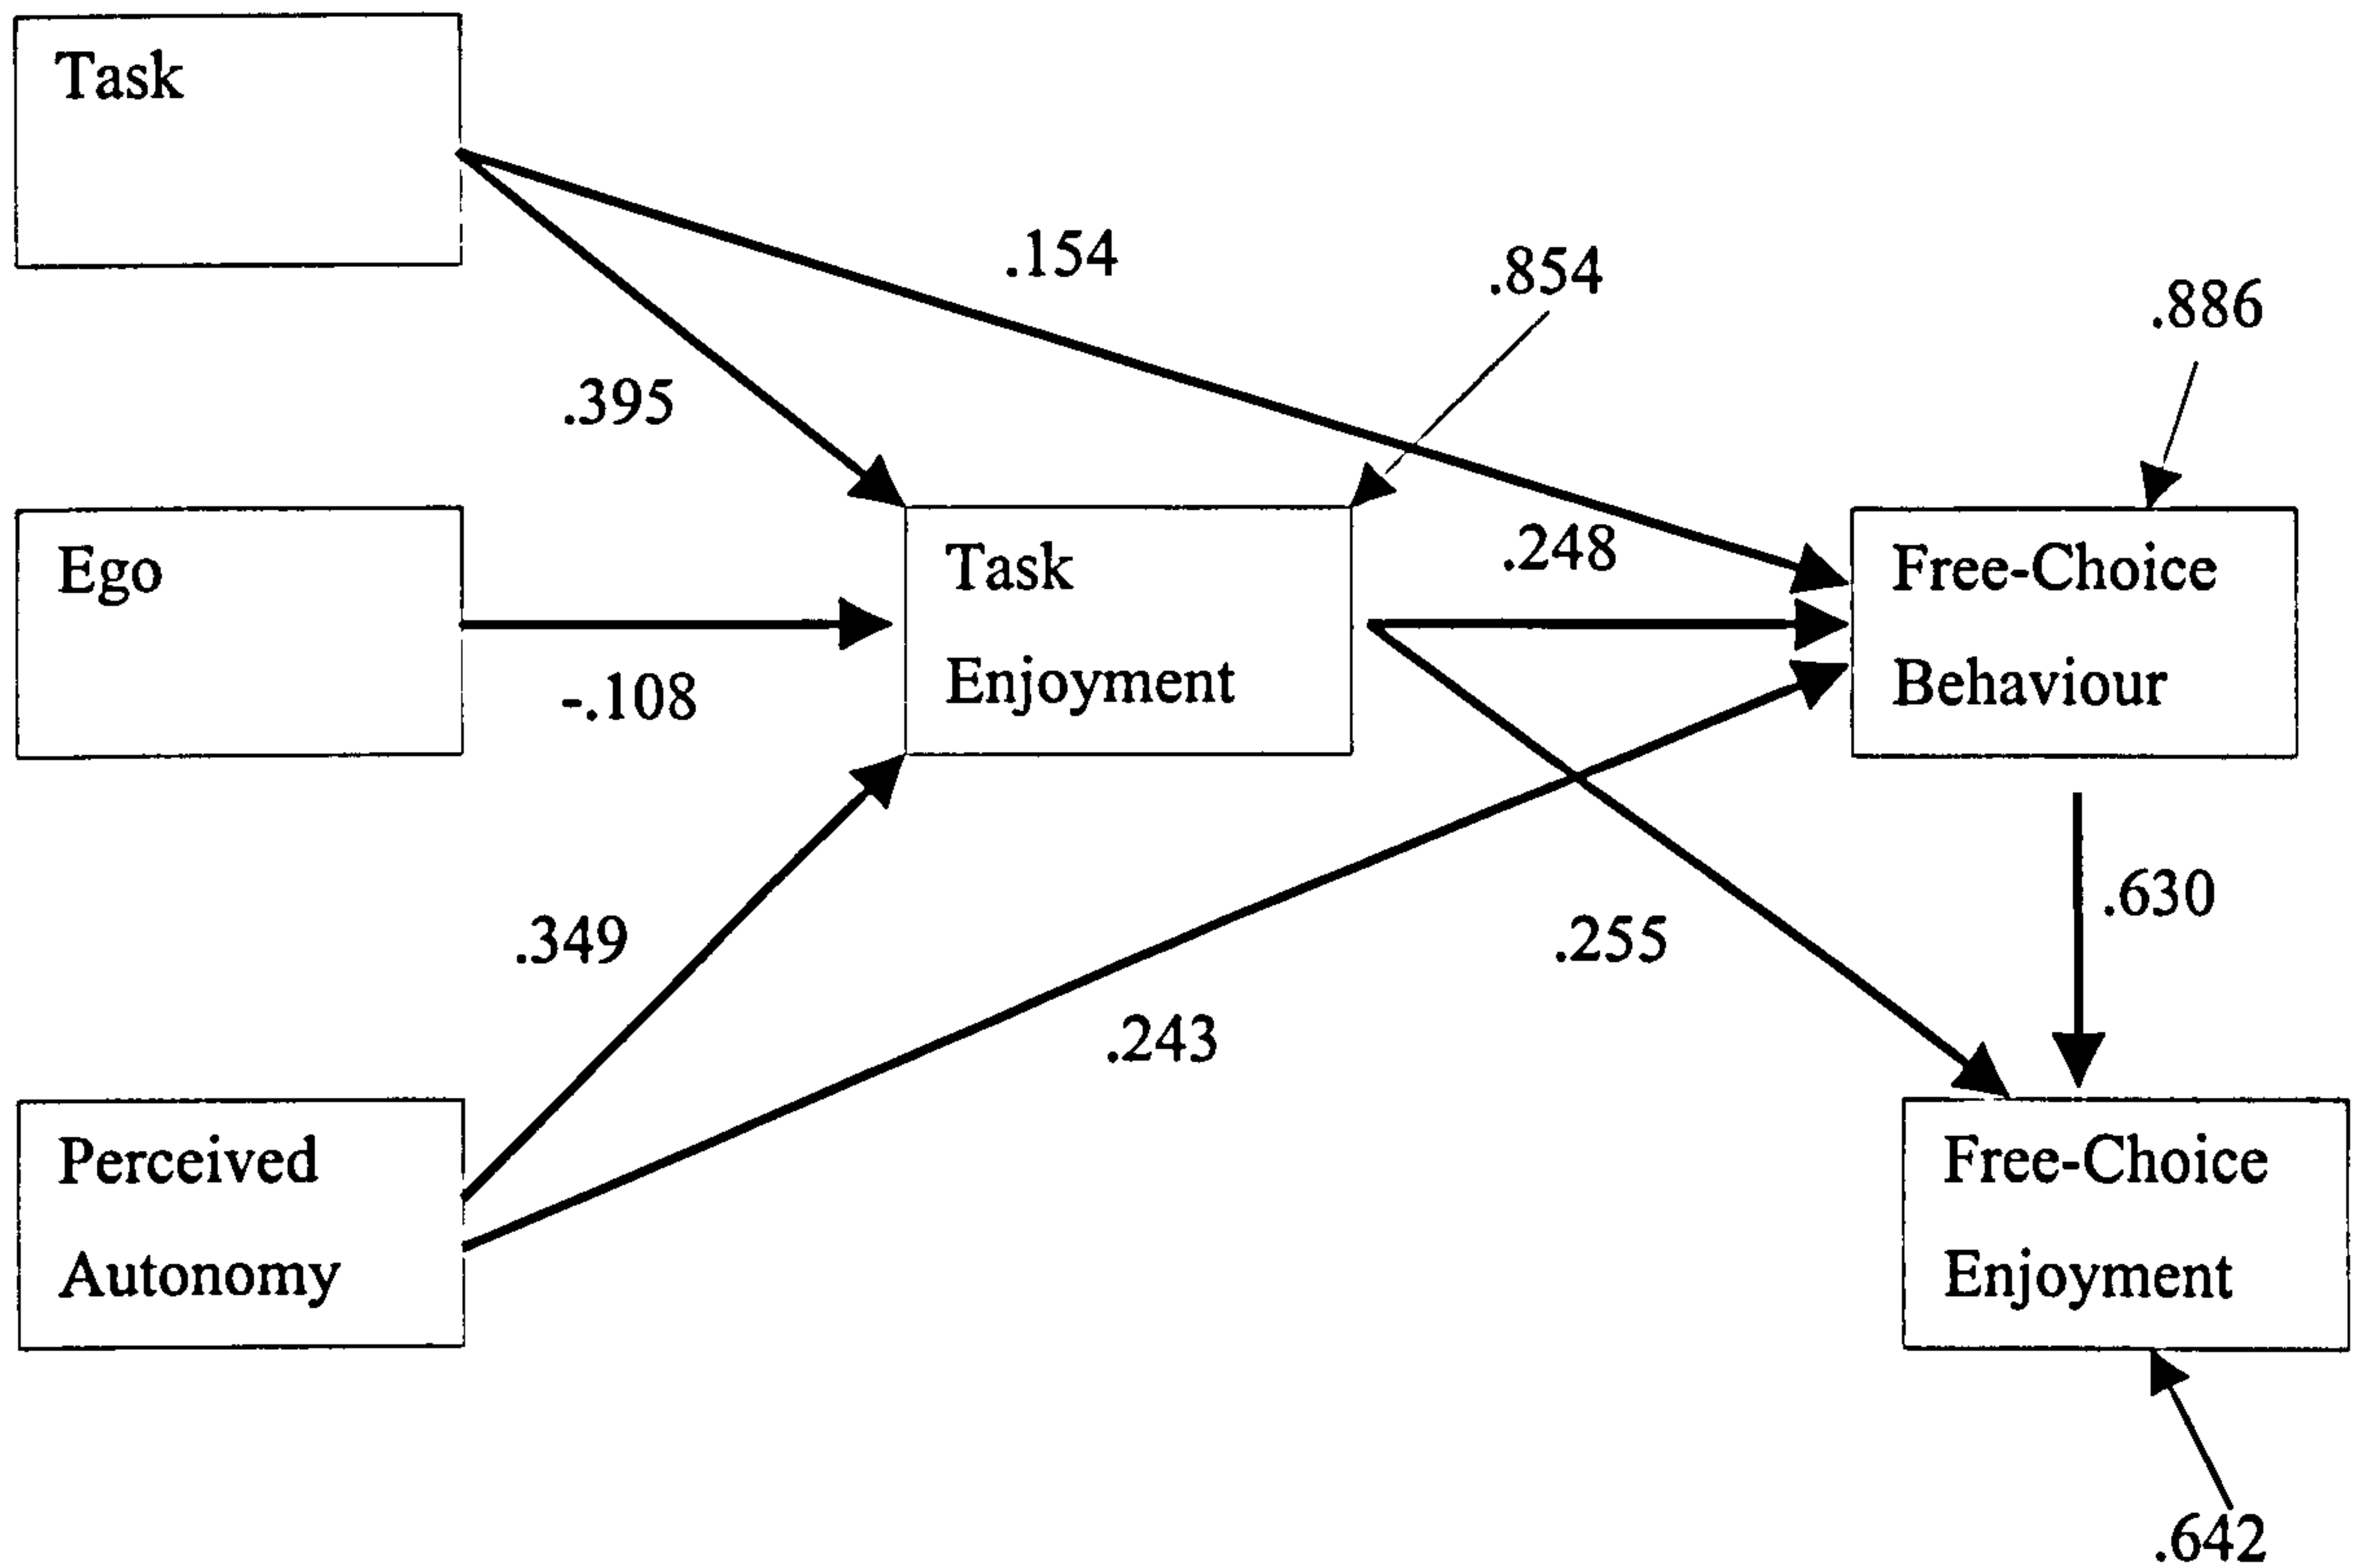 Task
.154
.854
.886
.395
Ego
-.108
Task
Enjoyment
.248
Free-Choice
Behaviour
.349
.243
.255
.630
Perceived
Autonomy
Free-Choice
Enjoyment
.642